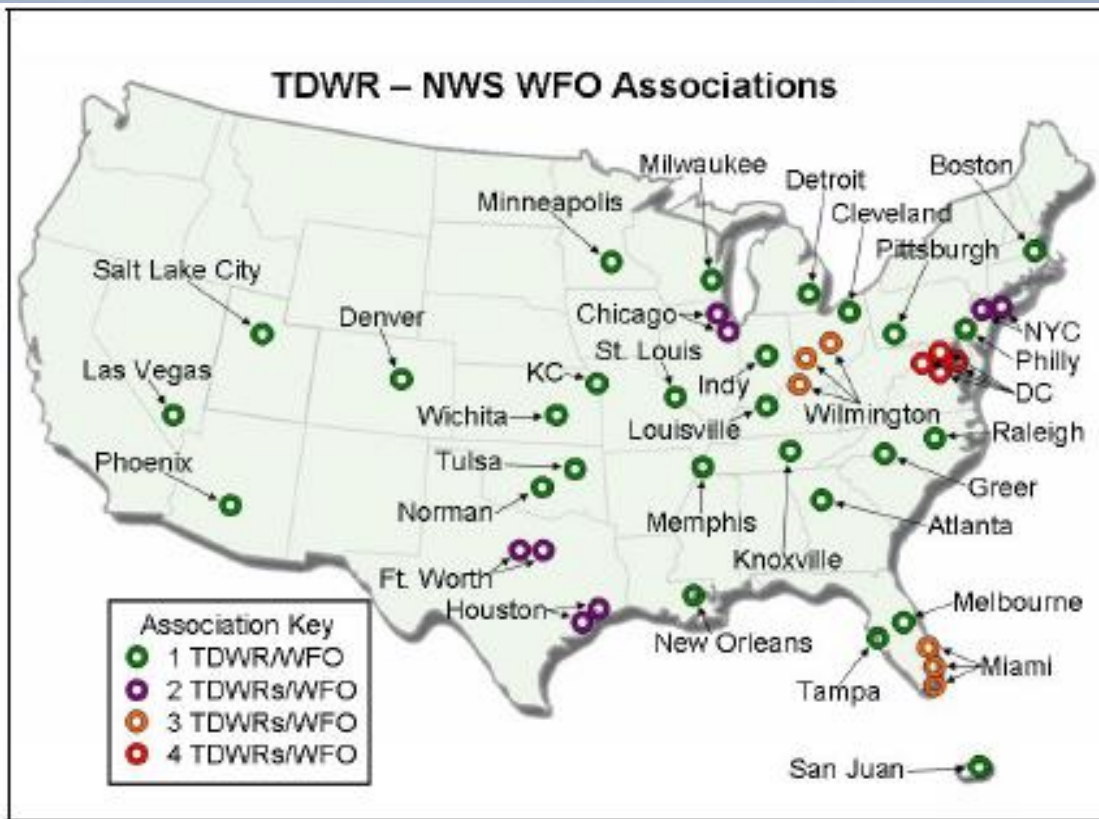 TDWR – NWS WFO Associations
Milwaukee
Detroit
Boston
Minneapolis
Cleveland
Pittsburgh
Salt Lake City
Denver
Chicago
NYC
St. Louis
Philly
Las Vegas
KC
Indy
DC
Wichita
Louisville
Wilmington
Raleigh
Phoenix
Tulsa
Greer
Norman
Memphis
Atlanta
Knoxville
Ft. Worth
Houston
Melbourne
New Orleans
Miami
Tampa
San Juan
Association Key
1 TDWR/WFO
2 TDWRs/WFO
3 TDWRs/WFO
4 TDWRs/WFO